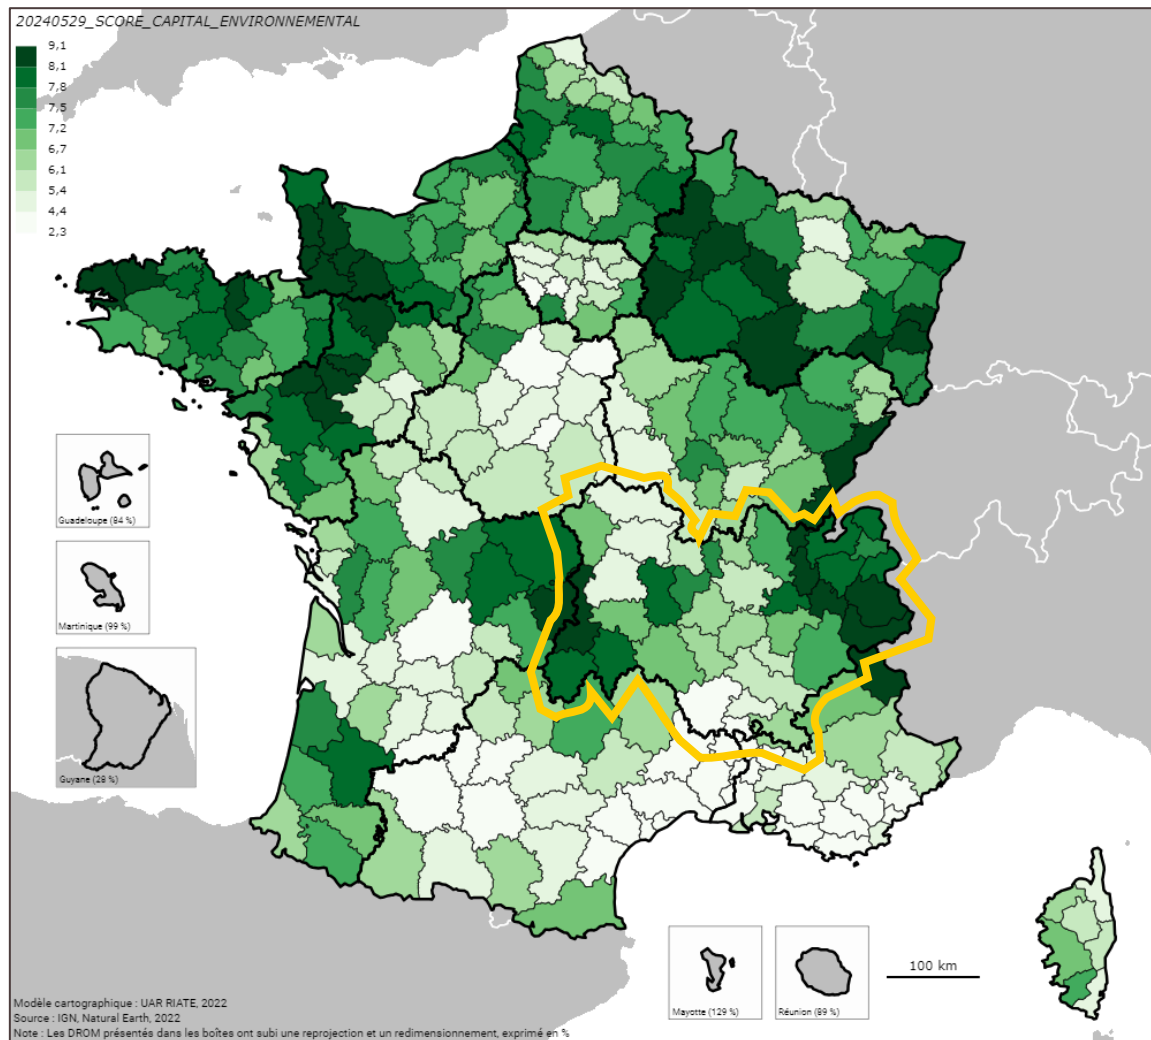 20240529_SCORE_CAPITAL_ENVIRONNEMENTAL
9,1
8,1
7,8
7,5
7,2
6,7
6,1
5,4
4,4
2,3
Guadeloupe (84 %)
Martinique (99 %)
Guyane (28 %)
Mayotte (129 %)
Réunion (89 %)
100 km
Modèle cartographique : UAR RIATE, 2022
Source : IGN, Natural Earth, 2022
Note : Les DROM présentés dans les boîtes ont subi une reprojection et un redimensionnement, exprimé en %